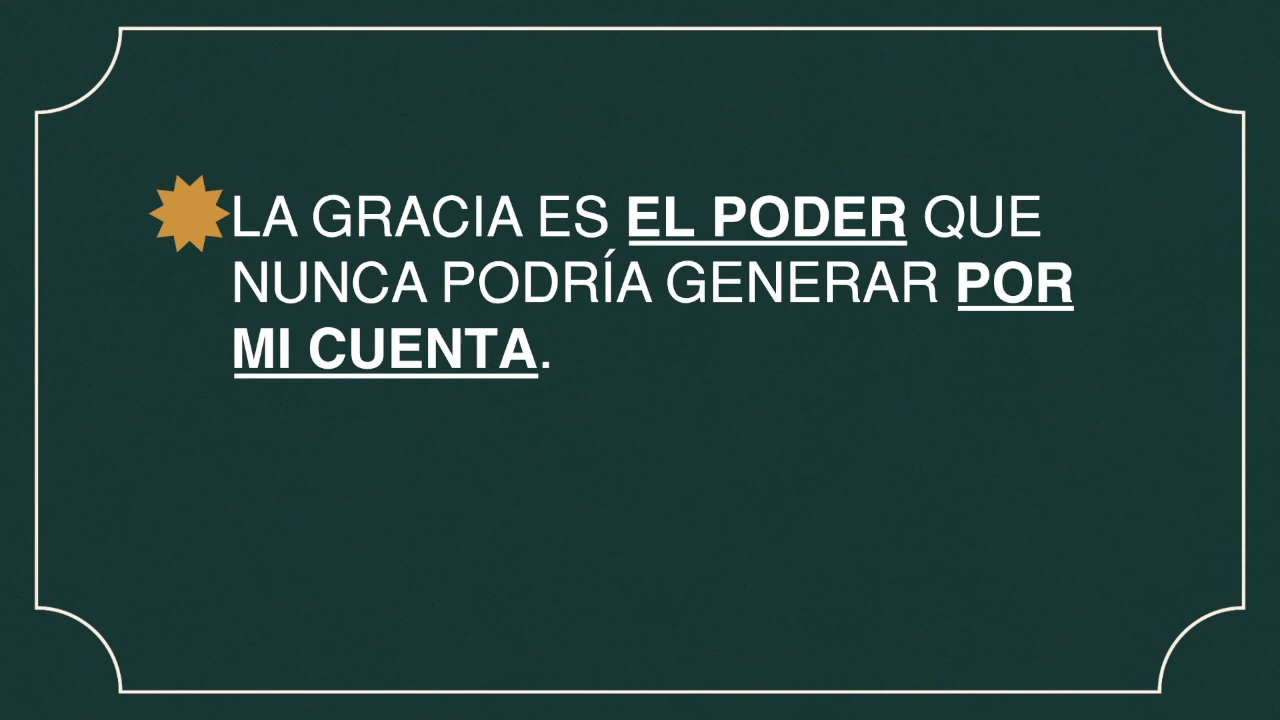 LA GRACIA ES EL PODER QUE
NUNCA PODRÍA GENERAR POR
MI CUENTA.